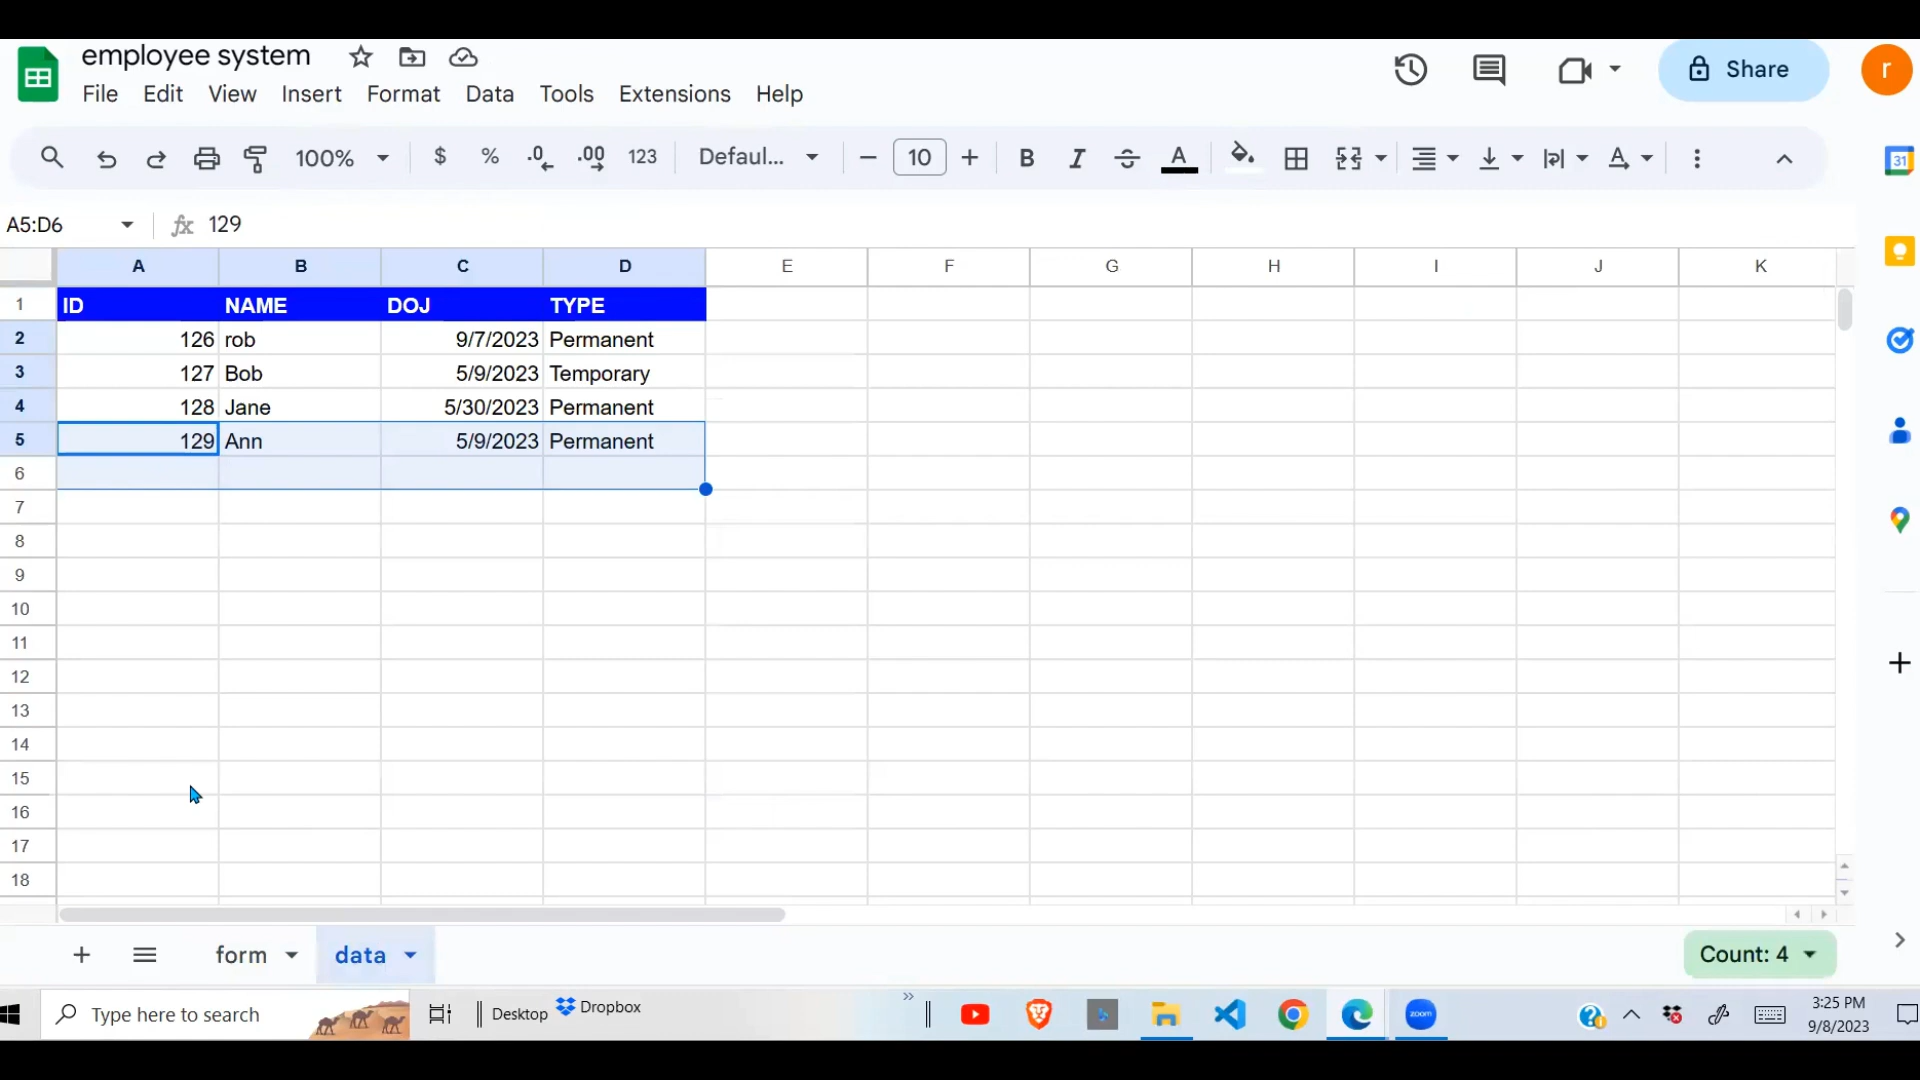 employee system
File Edit View Insert Format Data Tools Extensions Help
Share
r
100% $ % .0 .00 123 Defaul... 10 B I A A
31
A5:D6 fx 129
A B C D E F G H I J K
1 ID NAME DOJ TYPE
2 126 rob 9/7/2023 Permanent
3 127 Bob 5/9/2023 Temporary
4 128 Jane 5/30/2023 Permanent
5 129 Ann 5/9/2023 Permanent
6
7
8
9
10
11
12
13
14
15
16
17
18
form data Count: 4
Type here to search Desktop Dropbox zoom 3:25 PM
9/8/2023